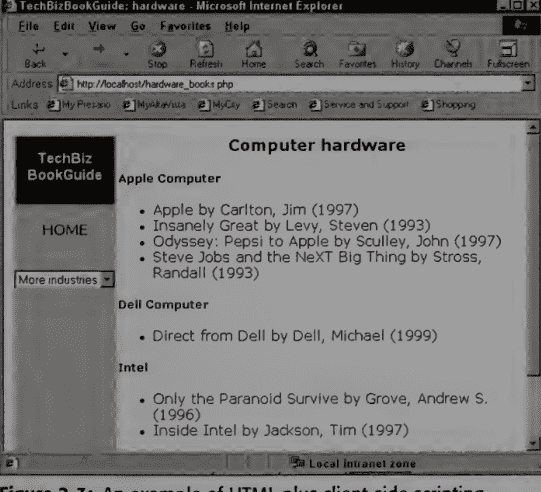 TechBizBookGuide: hardware - Microsoft Internet Explorer
File Edit View Go Favorites Help
Back Stop Refresh Home Search Favorites History Channels Fullscreen
Address http://localhost/hardware_books.php
Links My Presario MyAltaVista MyCity Search Service and Support Shopping
TechBiz
BookGuide
HOME
More industries
Computer hardware
Apple Computer
• Apple by Carlton, Jim (1997)
• Insanely Great by Levy, Steven (1993)
• Odyssey: Pepsi to Apple by Sculley, John (1997)
• Steve Jobs and the NeXT Big Thing by Stross,
Randall (1993)
Dell Computer
• Direct from Dell by Dell, Michael (1999)
Intel
• Only the Paranoid Survive by Grove, Andrew S.
(1996)
• Inside Intel by Jackson, Tim (1997)
Local intranet zone
Figure 2-3: An example of HTML plus client-side scripting